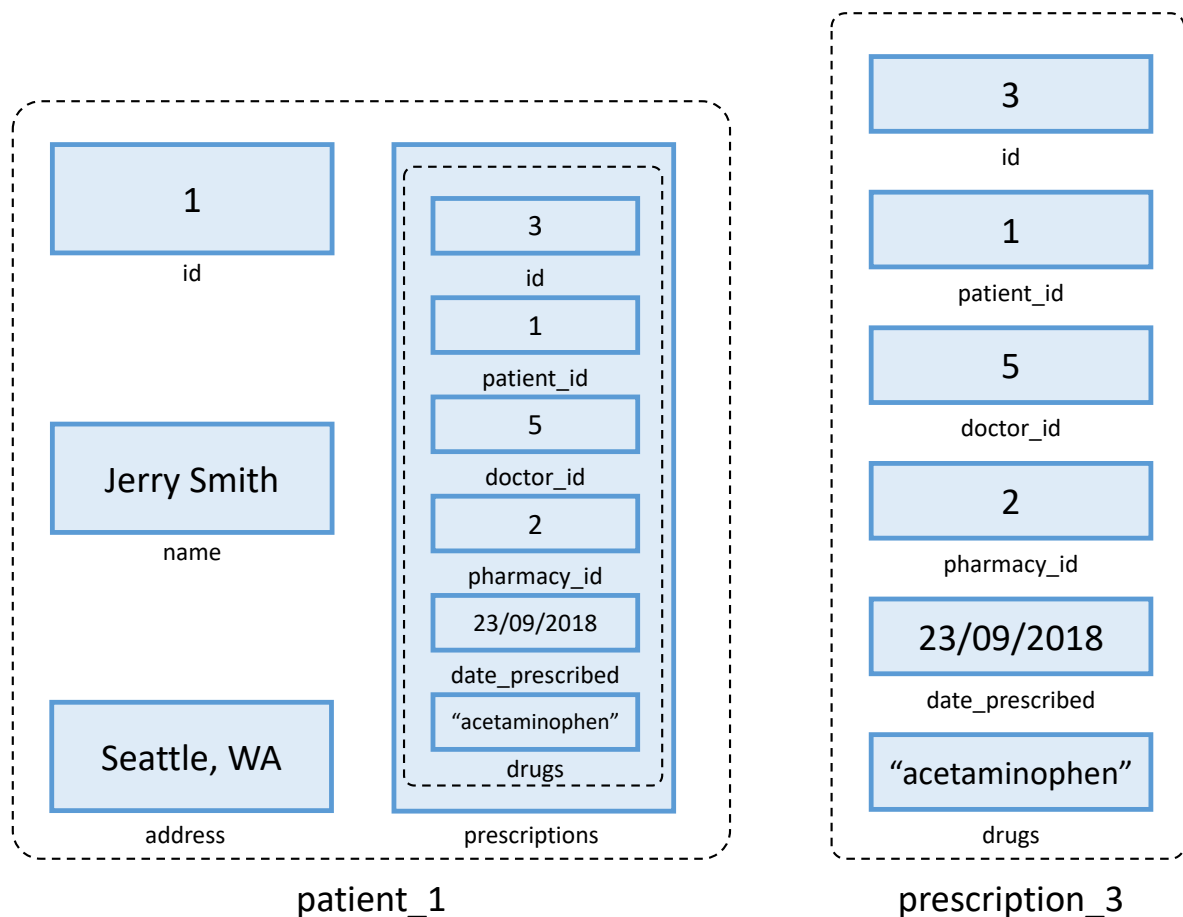 1
id
Jerry Smith
name
Seattle, WA
address
3
id
1
patient_id
5
doctor_id
2
pharmacy_id
23/09/2018
date_prescribed
“acetaminophen”
drugs
prescriptions
patient_1
3
id
1
patient_id
5
doctor_id
2
pharmacy_id
23/09/2018
date_prescribed
“acetaminophen”
drugs
prescription_3